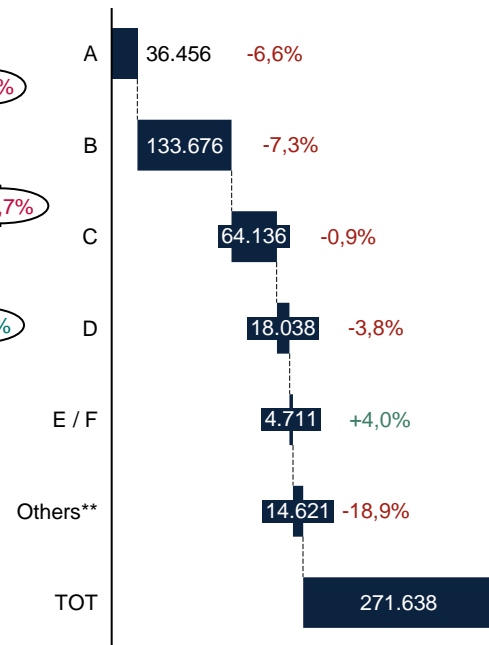 A 36.456 -6,6%
%
B 133.676 -7,3%
,7%
C 64.136 -0,9%
% D 18.038 -3,8%
E / F 4.711 +4,0%
Others** 14.621 -18,9%
TOT 271.638